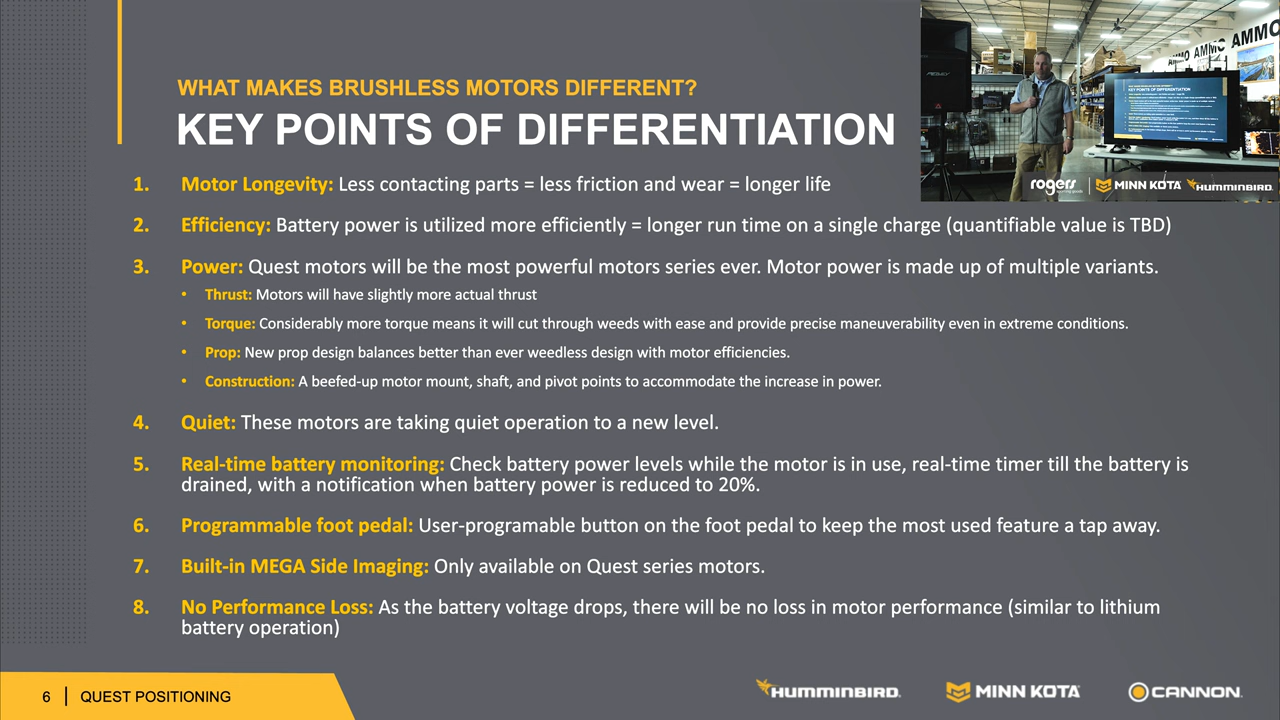 WHAT MAKES BRUSHLESS MOTORS DIFFERENT?
KEY POINTS OF DIFFERENTIATION
1. Motor Longevity: Less contacting parts = less friction and wear = longer life
2. Efficiency: Battery power is utilized more efficiently = longer run time on a single charge (quantifiable value is TBD)
3. Power: Quest motors will be the most powerful motors series ever. Motor power is made up of multiple variants.
• Thrust: Motors will have slightly more actual thrust
• Torque: Considerably more torque means it will cut through weeds with ease and provide precise maneuverability even in extreme conditions.
• Prop: New prop design balances better than ever weedless design with motor efficiencies.
• Construction: A beefed-up motor mount, shaft, and pivot points to accommodate the increase in power.
4. Quiet: These motors are taking quiet operation to a new level.
5. Real-time battery monitoring: Check battery power levels while the motor is in use, real-time timer till the battery is
drained, with a notification when battery power is reduced to 20%.
6. Programmable foot pedal: User-programable button on the foot pedal to keep the most used feature a tap away.
7. Built-in MEGA Side Imaging: Only available on Quest series motors.
8. No Performance Loss: As the battery voltage drops, there will be no loss in motor performance (similar to lithium
battery operation)
AMMO AMMO AMMO
KEY POINTS OF DIFFERENTIATION
rogers MINN KOTA HUMMINBIRD
6 | QUEST POSITIONING
HUMMINBIRD MINN KOTA CANNON